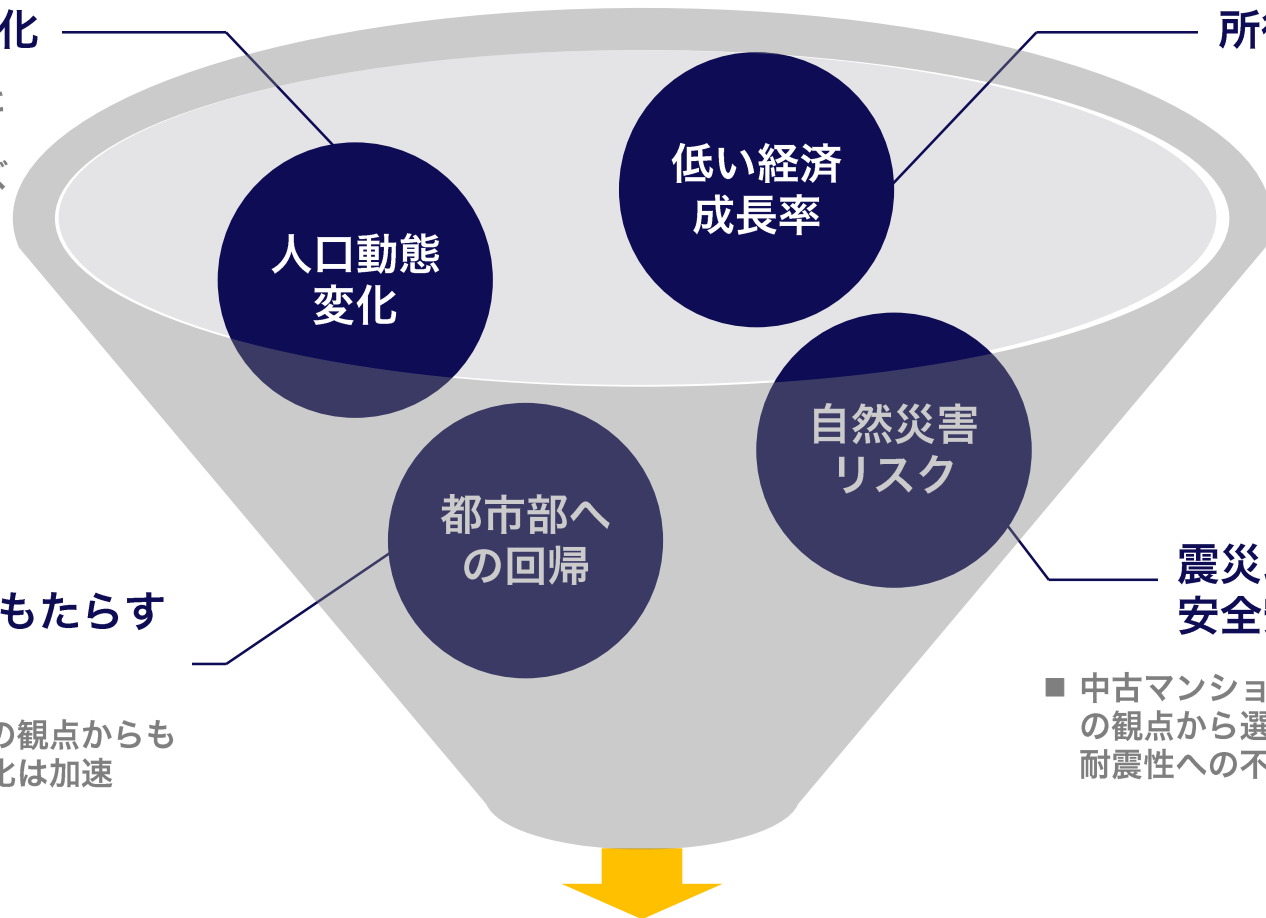 化
所
人口動態
変化
低い経済
成長率
都市部へ
の回帰
自然災害
リスク
もたらす
の観点からも
化は加速
震災、
安全
■ 中古マンショ
の観点から選
耐震性への不